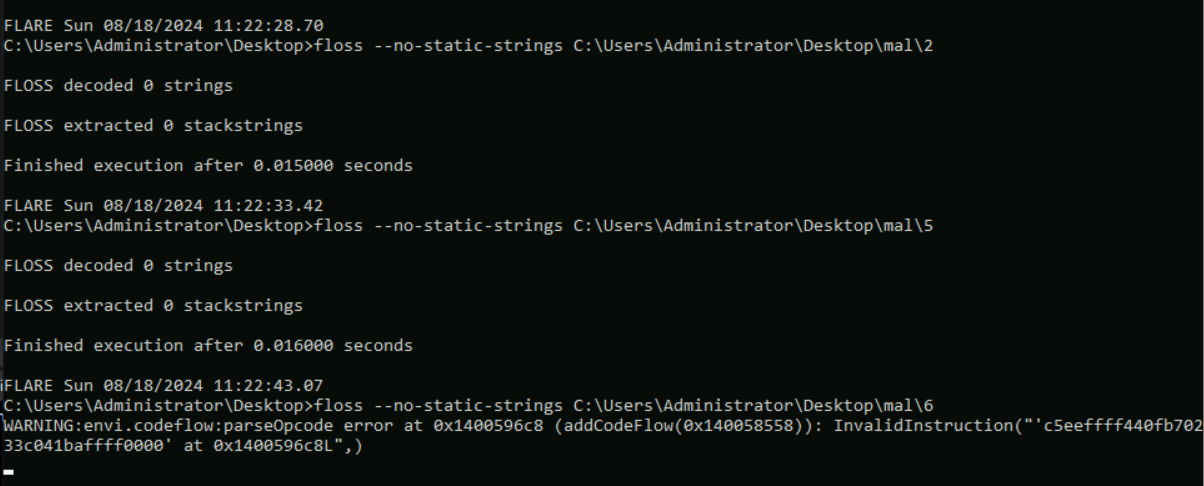 FLARE Sun 08/18/2024 11:22:28.70
C:\Users\Administrator\Desktop>floss --no-static-strings C:\Users\Administrator\Desktop\mal\2
FLOSS decoded 0 strings
FLOSS extracted 0 stackstrings
Finished execution after 0.015000 seconds
FLARE Sun 08/18/2024 11:22:33.42
C:\Users\Administrator\Desktop>floss --no-static-strings C:\Users\Administrator\Desktop\mal\5
FLOSS decoded 0 strings
FLOSS extracted 0 stackstrings
Finished execution after 0.016000 seconds
FLARE Sun 08/18/2024 11:22:43.07
C:\Users\Administrator\Desktop>floss --no-static-strings C:\Users\Administrator\Desktop\mal\6
WARNING:envi.codeflow:parseOpcode error at 0x1400596c8 (addCodeFlow(0x140058558)): InvalidInstruction("'c5eeffff440fb702
33c041baffff0000' at 0x1400596c8L",)